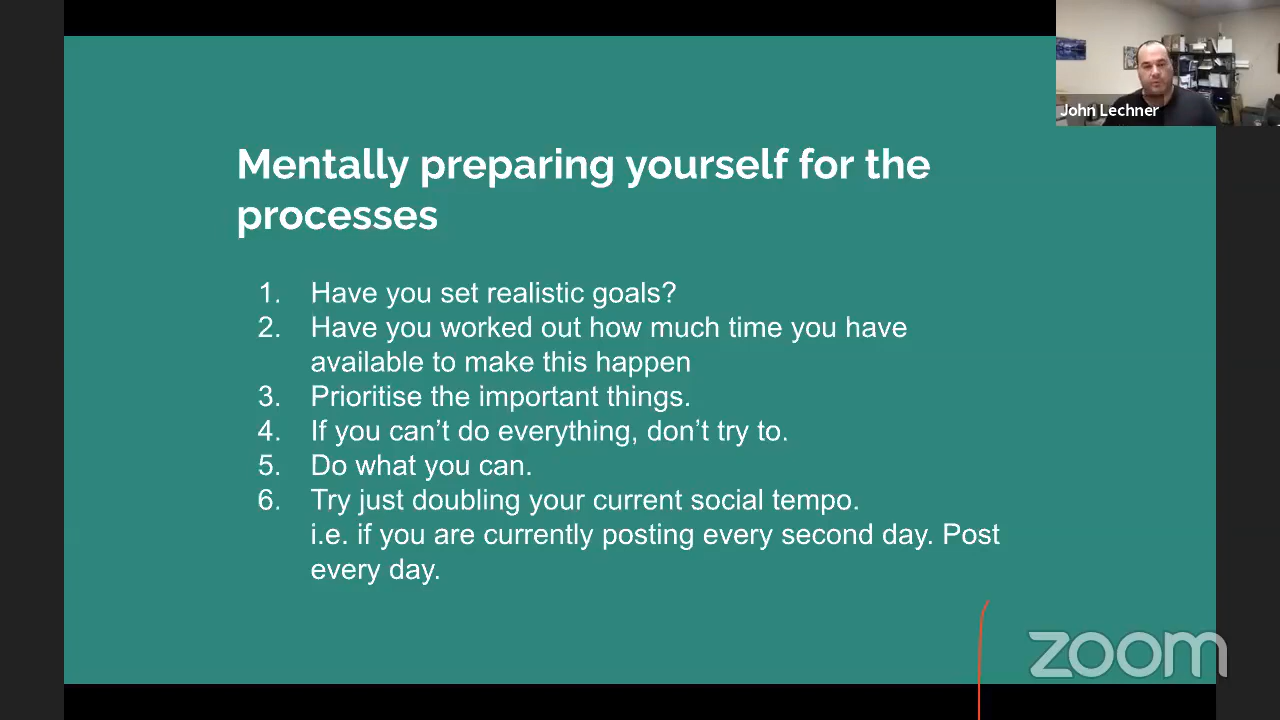 John Lechner
Mentally preparing yourself for the
processes
1. Have you set realistic goals?
2. Have you worked out how much time you have
available to make this happen
3. Prioritise the important things.
4. If you can’t do everything, don’t try to.
5. Do what you can.
6. Try just doubling your current social tempo.
i.e. if you are currently posting every second day. Post
every day.
zoom